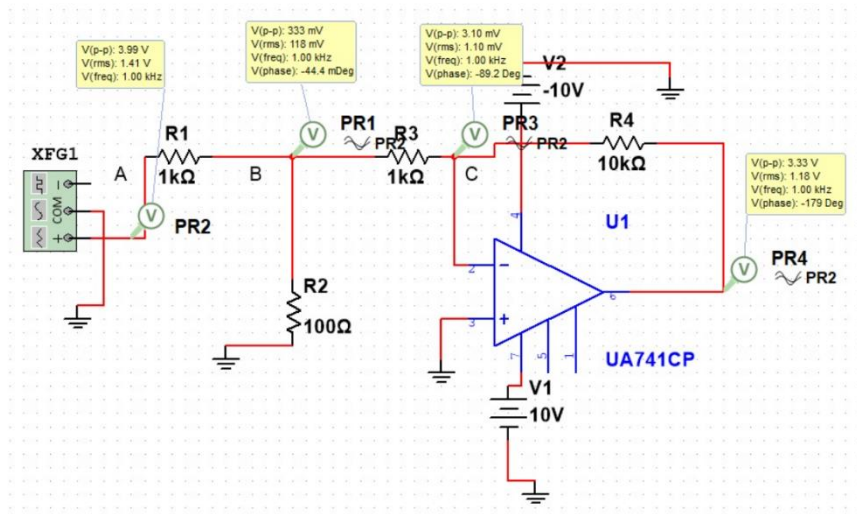 V(p-p): 3.99 V
V(rms): 1.41 V
V(freq): 1.00 kHz
V(p-p): 333 mV
V(rms): 118 mV
V(freq): 1.00 kHz
V(phase): -44.4 mDeg
V(p-p): 3.10 mV
V(rms): 1.10 mV
V(freq): 1.00 kHz
V(phase): -89.2 Deg
V2
-10V
XFG1
COM
+
A
R1
1kΩ
V
PR2
B
V
PR1
PR2
R3
1kΩ
V
C
PR3
PR2
R4
10kΩ
V(p-p): 3.33 V
V(rms): 1.18 V
V(freq): 1.00 kHz
V(phase): -179 Deg
V
PR4
PR2
R2
100Ω
4
U1
2
−
6
3
+
7
5
1
UA741CP
V1
10V